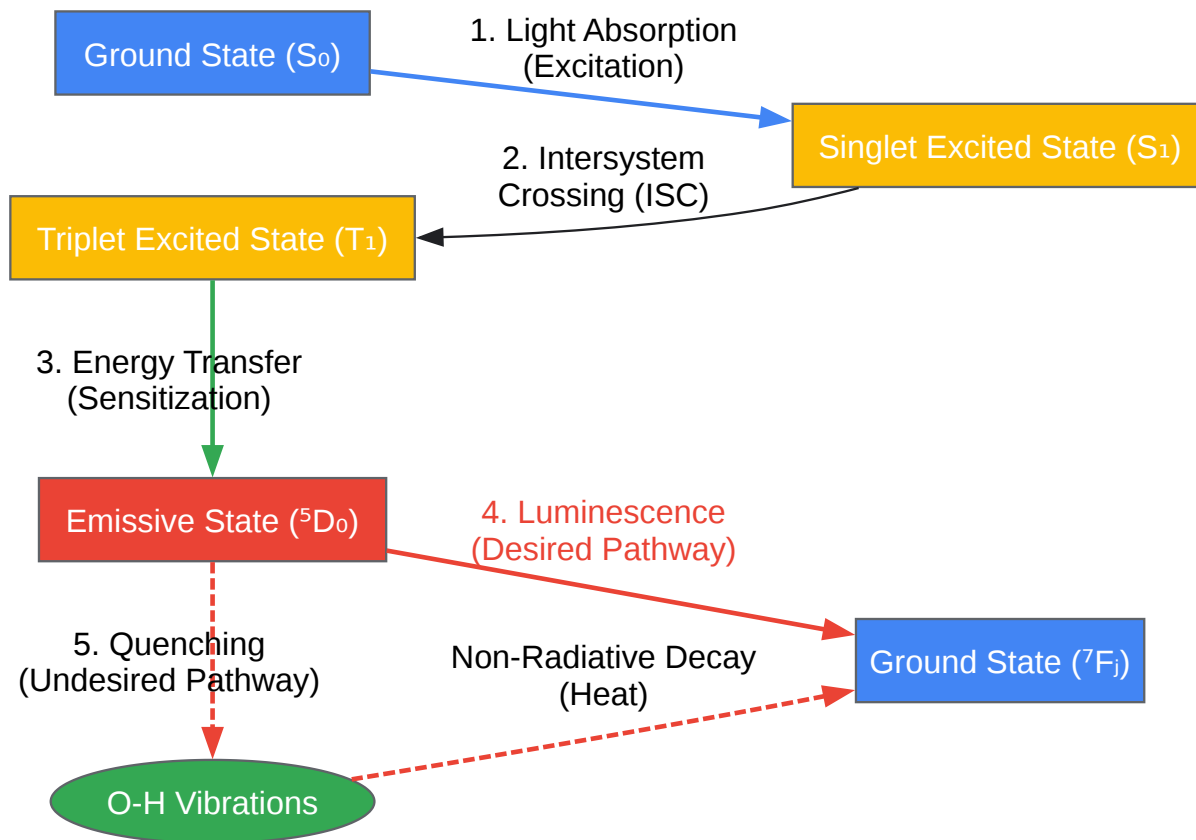 Ground State (S₀)
1. Light Absorption
(Excitation)
Singlet Excited State (S₁)
2. Intersystem
Crossing (ISC)
Triplet Excited State (T₁)
3. Energy Transfer
(Sensitization)
Emissive State (⁵D₀)
4. Luminescence
(Desired Pathway)
5. Quenching
(Undesired Pathway)
Non-Radiative Decay
(Heat)
Ground State (⁷Fⱼ)
O-H Vibrations